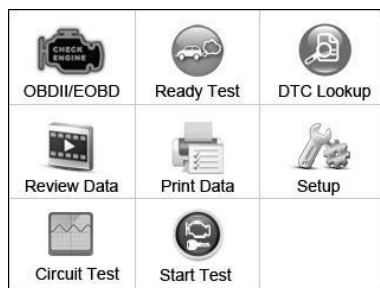 CHECK
ENGINE
OBDII/EOBD
Ready Test
DTC Lookup
Review Data
Print Data
Setup
Circuit Test
Start Test